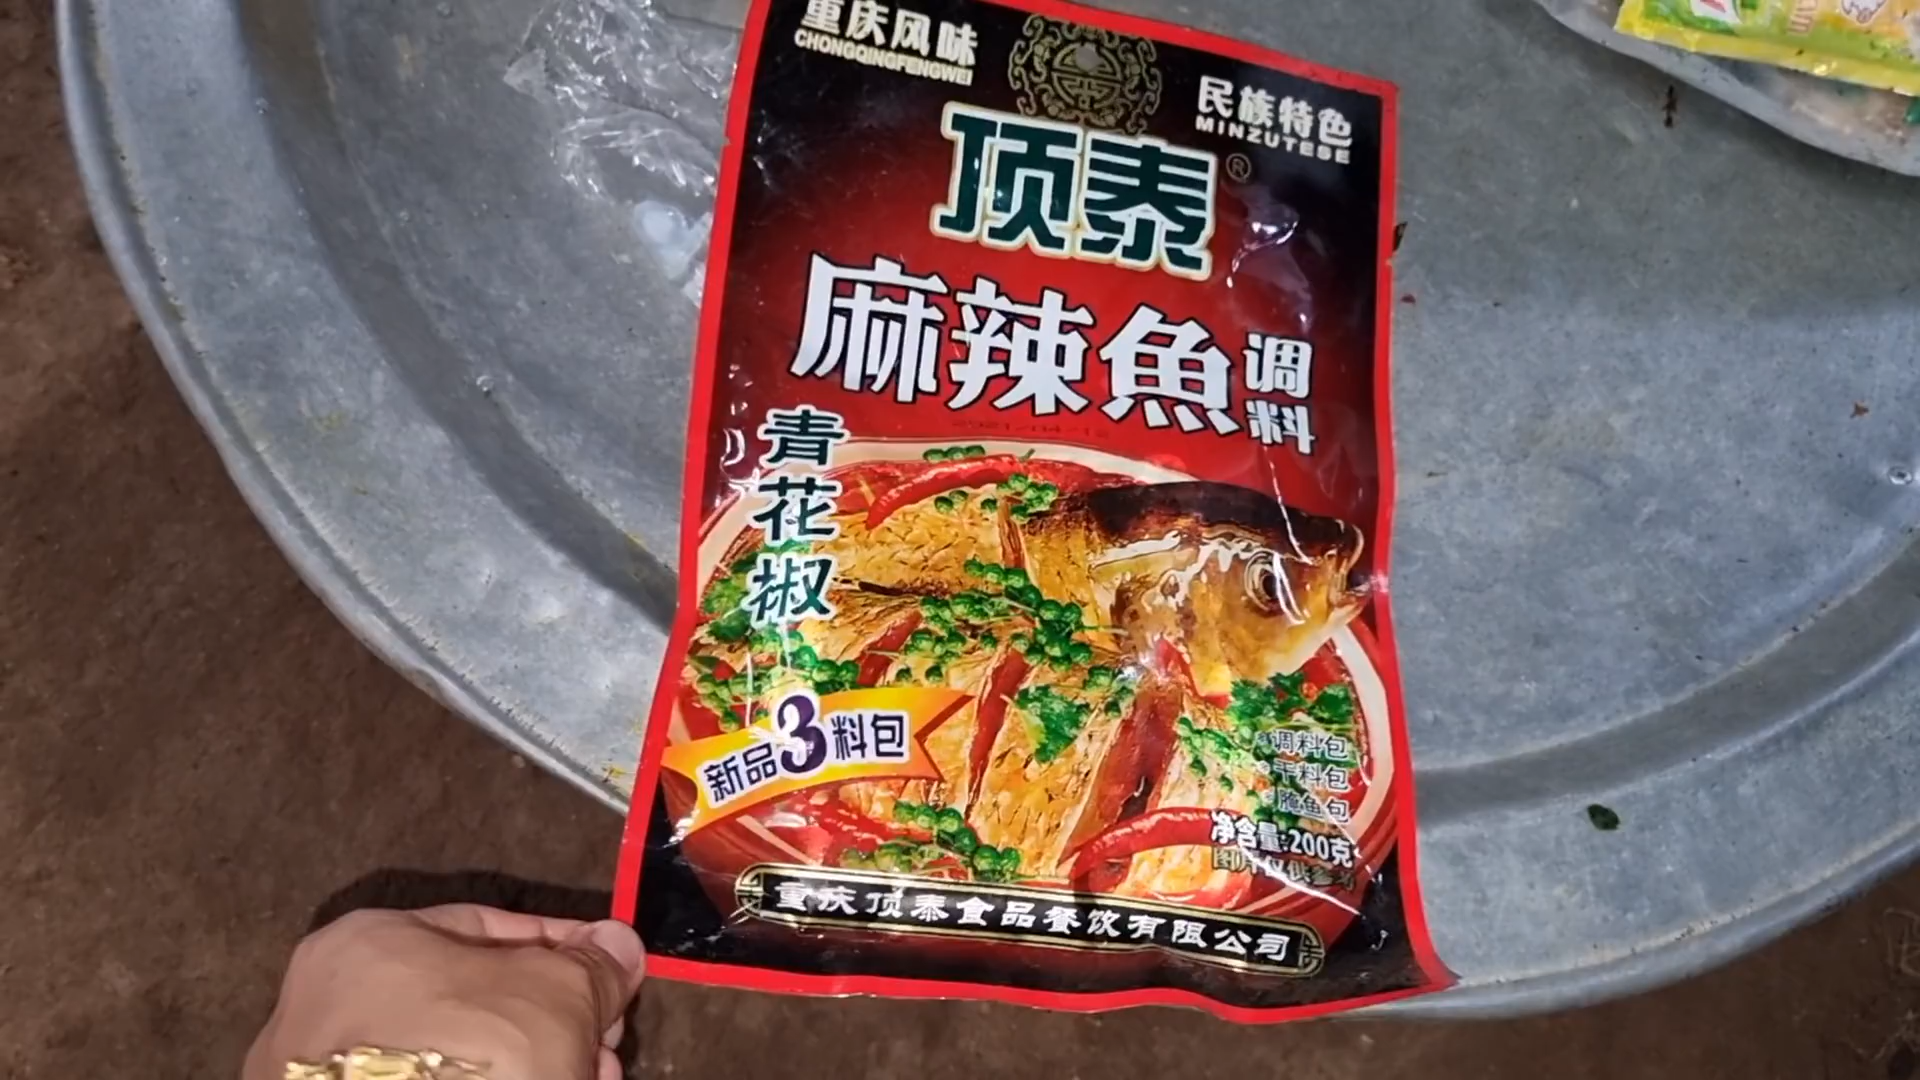 重庆风味
CHONGQINGFENGWEI
民族特色
MINZUTESE
顶泰®
麻辣魚调料
青花椒
新品3料包
调料包
干料包
腌鱼包
净含量:200克
图片仅供参考
重庆顶泰食品餐饮有限公司